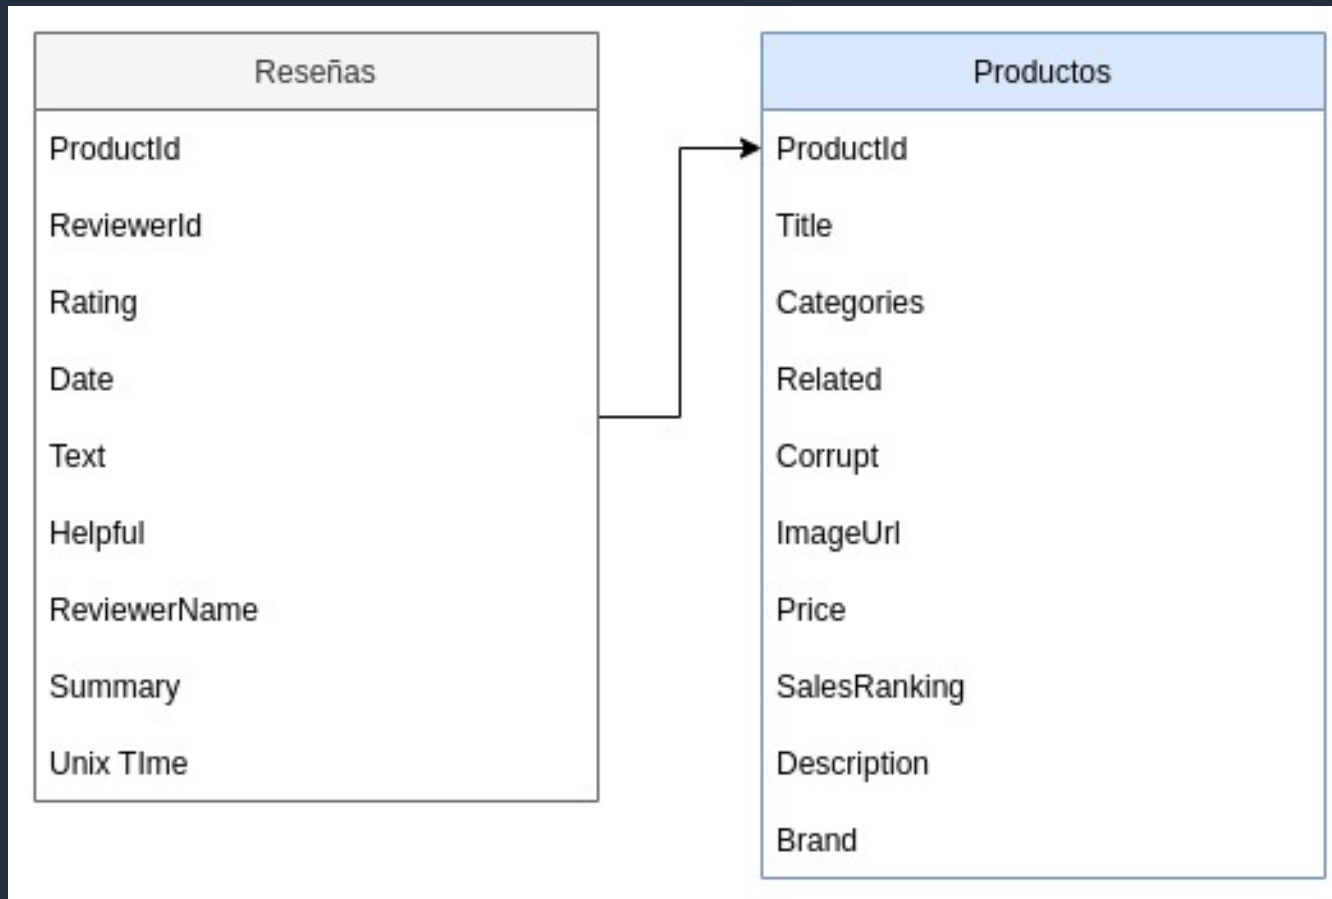 Reseñas
ProductId
ReviewerId
Rating
Date
Text
Helpful
ReviewerName
Summary
Unix TIme
Productos
ProductId
Title
Categories
Related
Corrupt
ImageUrl
Price
SalesRanking
Description
Brand